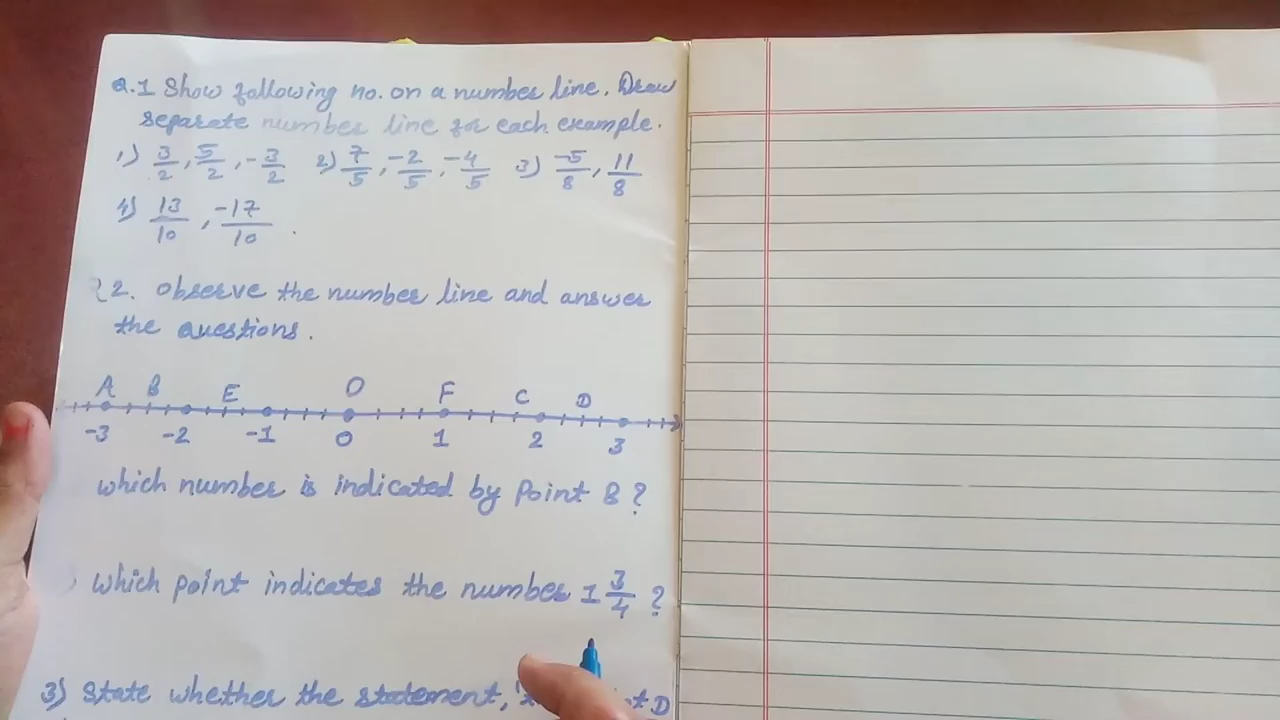 Q.1 Show following no. on a number line. Draw
separate number line for each example.
1) 3/2, 5/2, -3/2 2) 7/5, -2/5, -4/5 3) -5/8, 11/8
4) 13/10, -17/10.
2. Observe the number line and answer
the questions.
A B E O F C D
-3 -2 -1 0 1 2 3
which number is indicated by Point B?
which point indicates the number 1 3/4 ?
3) State whether the statement, D